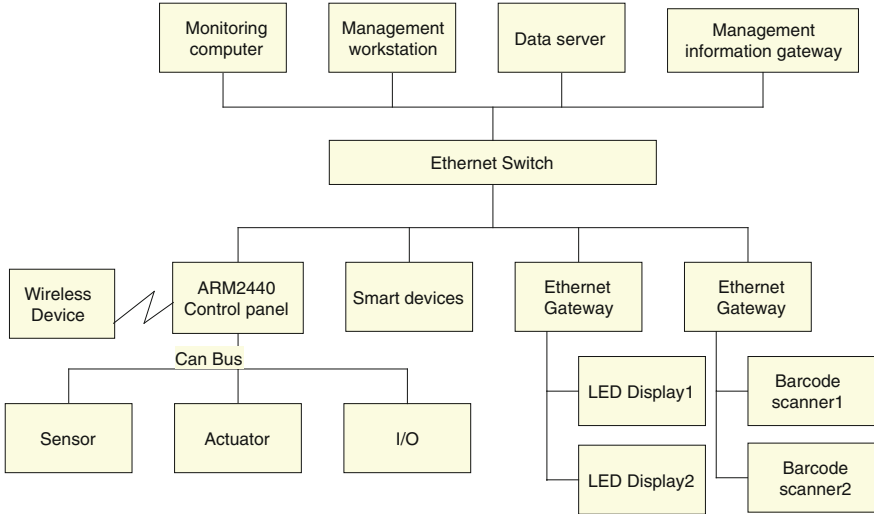 Monitoring
computer
Management
workstation
Data server
Management
information gateway
Ethernet Switch
Wireless
Device
ARM2440
Control panel
Smart devices
Ethernet
Gateway
Ethernet
Gateway
Can Bus
Sensor
Actuator
I/O
LED Display1
LED Display2
Barcode
scanner1
Barcode
scanner2